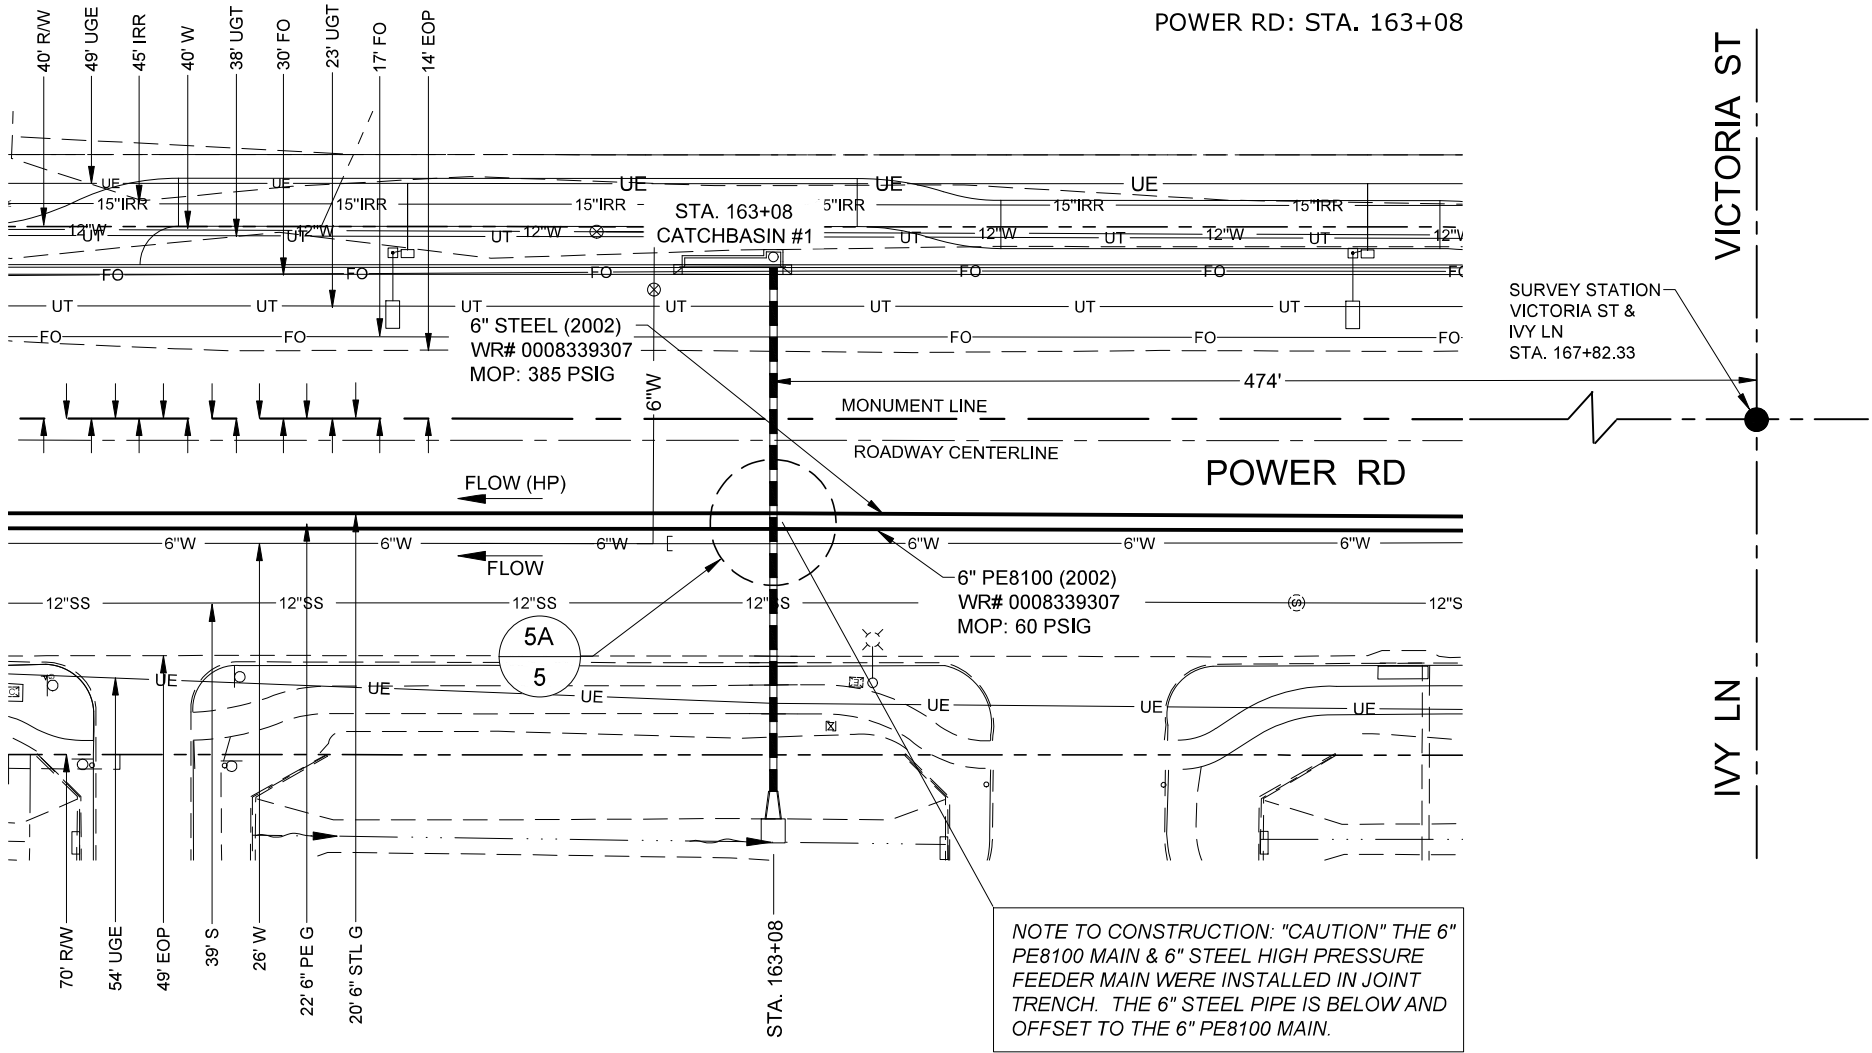 POWER RD: STA. 163+08
40' R/W
49' UGE
45' IRR
40' W
38' UGT
30' FO
23' UGT
17' FO
14' EOP
VICTORIA ST
UE UE UE UE UE
15"IRR 15"IRR 15"IRR 5"IRR 15"IRR 15"IRR
STA. 163+08
CATCHBASIN #1
12"W 12"W 12"W 12"W 12"W 12"W
UT UT UT UT UT UT
FO FO FO FO FO FO
UT UT UT UT UT UT UT
FO FO FO FO FO
6" STEEL (2002)
WR# 0008339307
MOP: 385 PSIG
SURVEY STATION
VICTORIA ST &
IVY LN
STA. 167+82.33
474'
6"W
MONUMENT LINE
ROADWAY CENTERLINE
POWER RD
FLOW (HP)
6"W 6"W 6"W 6"W 6"W 6"W
FLOW
6" PE8100 (2002)
WR# 0008339307
MOP: 60 PSIG
12"SS 12"SS 12"SS 12"SS (S) 12"S
5A
5
UE UE UE UE UE UE
IVY LN
70' R/W
54' UGE
49' EOP
39' S
26' W
22' 6" PE G
20' 6" STL G
STA. 163+08
NOTE TO CONSTRUCTION: "CAUTION" THE 6"
PE8100 MAIN & 6" STEEL HIGH PRESSURE
FEEDER MAIN WERE INSTALLED IN JOINT
TRENCH. THE 6" STEEL PIPE IS BELOW AND
OFFSET TO THE 6" PE8100 MAIN.